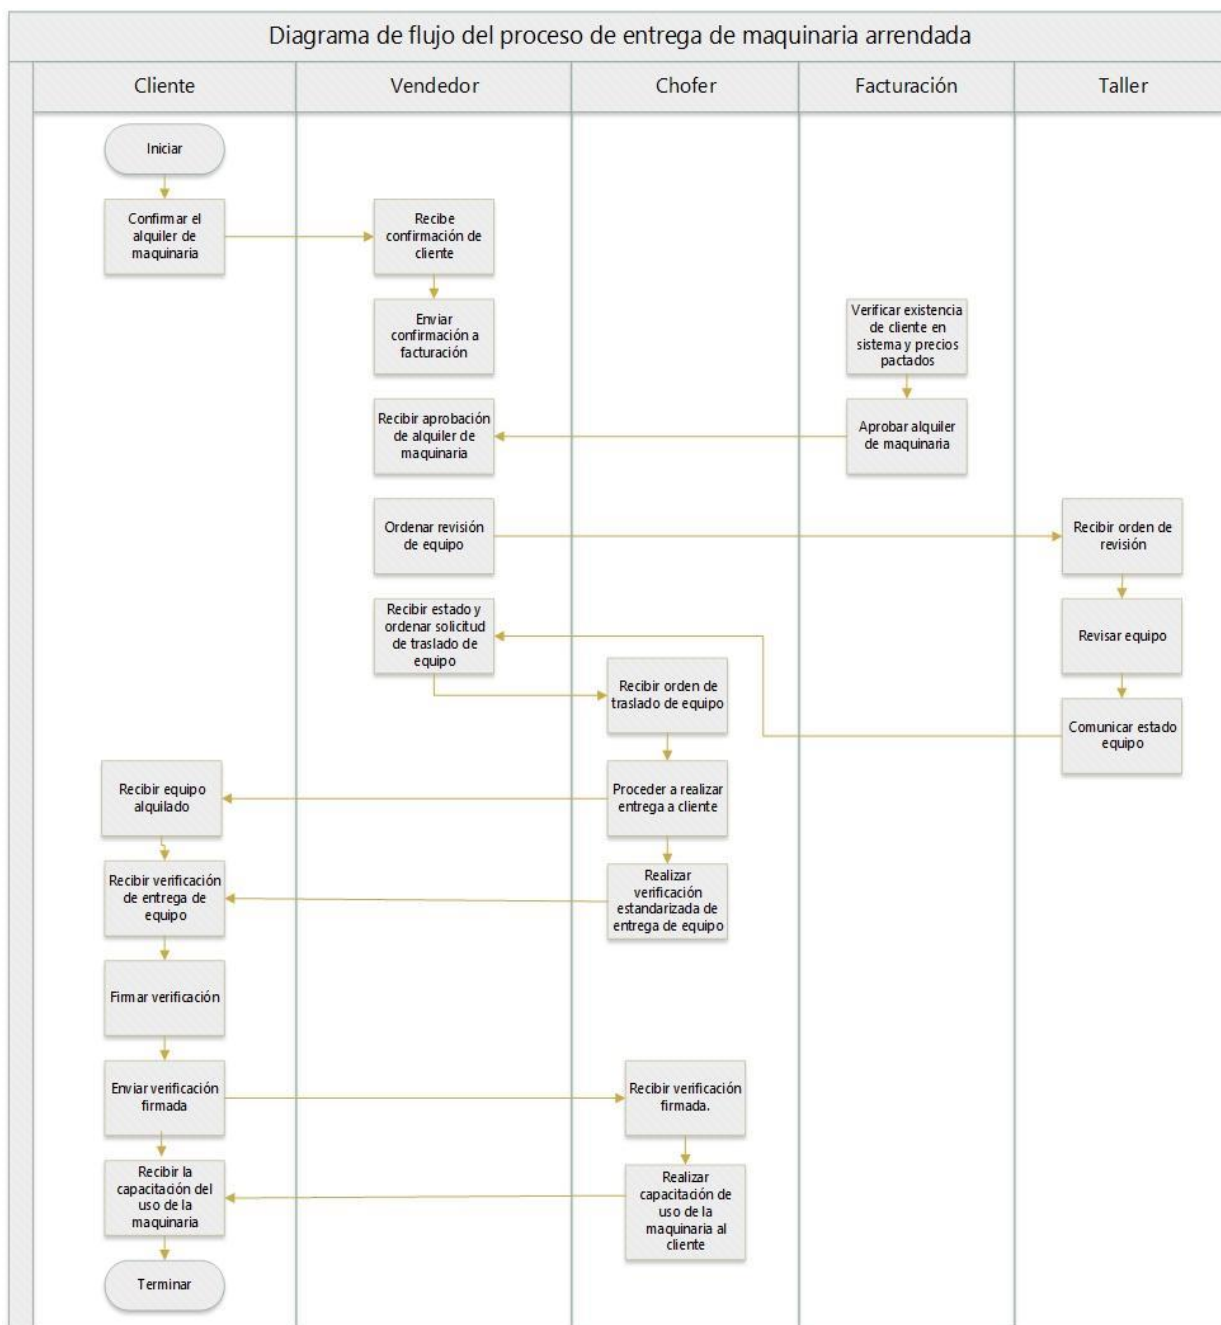 Diagrama de flujo del proceso de entrega de maquinaria arrendada
Cliente
Vendedor
Chofer
Facturación
Taller
Iniciar
Confirmar el
alquiler de
maquinaria
Recibe
confirmación de
cliente
Enviar
confirmación a
facturación
Verificar existencia
de cliente en
sistema y precios
pactados
Recibir aprobación
de alquiler de
maquinaria
Aprobar alquiler
de maquinaria
Ordenar revisión
de equipo
Recibir orden de
revisión
Recibir estado y
ordenar solicitud
de traslado de
equipo
Revisar equipo
Recibir orden de
traslado de equipo
Comunicar estado
equipo
Recibir equipo
alquilado
Proceder a realizar
entrega a cliente
Recibir verificación
de entrega de
equipo
Realizar
verificación
estandarizada de
entrega de equipo
Firmar verificación
Enviar verificación
firmada
Recibir verificación
firmada.
Recibir la
capacitación del
uso de la
maquinaria
Realizar
capacitación de
uso de la
maquinaria al
cliente
Terminar